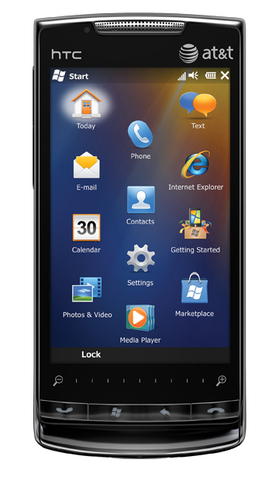 hTC
at&t
Start
Today
Text
Phone
E-mail
Internet Explorer
Contacts
30
Calendar
Getting Started
Settings
Photos & Video
Marketplace
Media Player
Lock